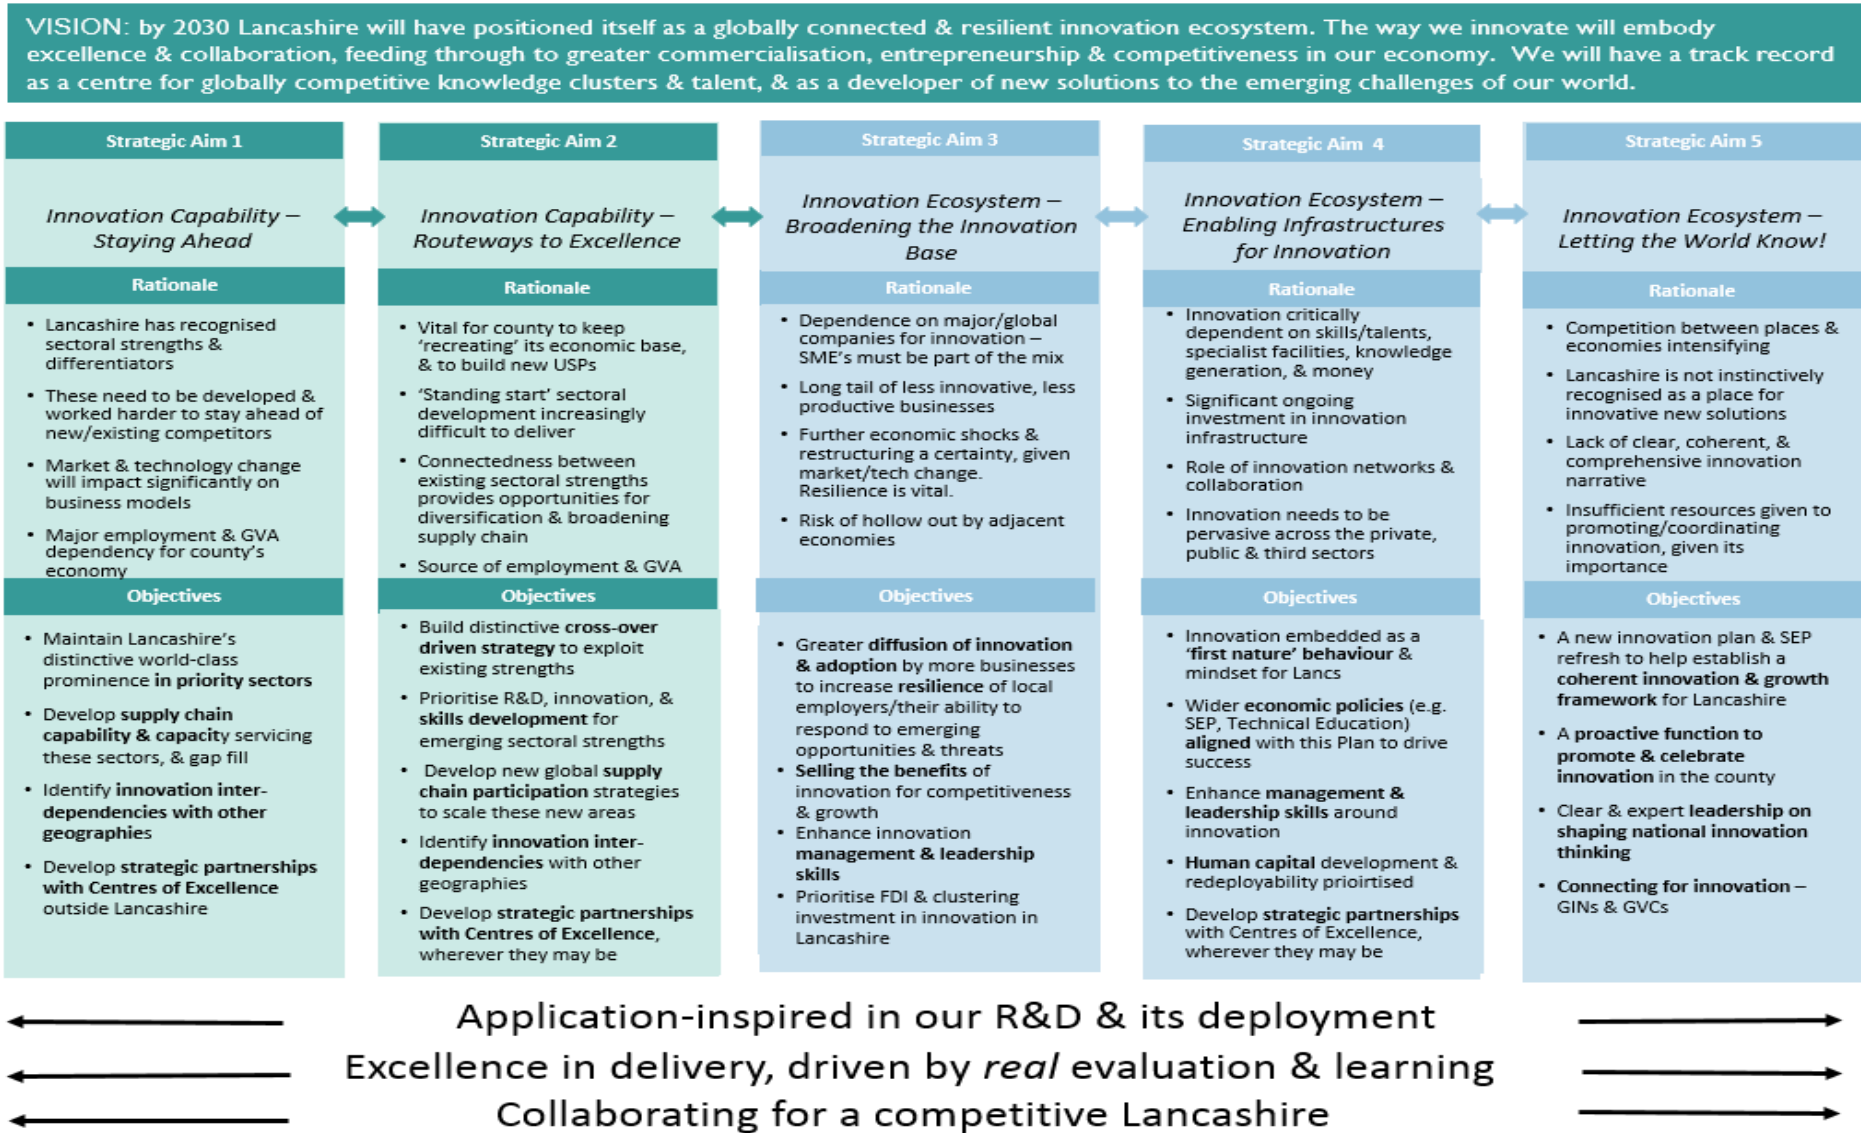 VISION: by 2030 Lancashire will have positioned itself as a globally connected & resilient innovation ecosystem. The way we innovate will embody
excellence & collaboration, feeding through to greater commercialisation, entrepreneurship & competitiveness in our economy.  We will have a track record
as a centre for globally competitive knowledge clusters & talent, & as a developer of new solutions to the emerging challenges of our world.
Strategic Aim 1
Innovation Capability –
Staying Ahead
Rationale
• Lancashire has recognised
sectoral strengths &
differentiators
• These need to be developed &
worked harder to stay ahead of
new/existing competitors
• Market & technology change
will impact significantly on
business models
• Major employment & GVA
dependency for county's
economy
Objectives
• Maintain Lancashire's
distinctive world-class
prominence in priority sectors
• Develop supply chain
capability & capacity servicing
these sectors, & gap fill
• Identify innovation inter-
dependencies with other
geographies
• Develop strategic partnerships
with Centres of Excellence
outside Lancashire
Strategic Aim 2
Innovation Capability –
Routeways to Excellence
Rationale
• Vital for county to keep
'recreating' its economic base,
& to build new USPs
• 'Standing start' sectoral
development increasingly
difficult to deliver
• Connectedness between
existing sectoral strengths
provides opportunities for
diversification & broadening
supply chain
• Source of employment & GVA
Objectives
• Build distinctive cross-over
driven strategy to exploit
existing strengths
• Prioritise R&D, innovation, &
skills development for
emerging sectoral strengths
• Develop new global supply
chain participation strategies
to scale these new areas
• Identify innovation inter-
dependencies with other
geographies
• Develop strategic partnerships
with Centres of Excellence,
wherever they may be
Strategic Aim 3
Innovation Ecosystem –
Broadening the Innovation
Base
Rationale
• Dependence on major/global
companies for innovation –
SME's must be part of the mix
• Long tail of less innovative, less
productive businesses
• Further economic shocks &
restructuring a certainty, given
market/tech change.
Resilience is vital.
• Risk of hollow out by adjacent
economies
Objectives
• Greater diffusion of innovation
& adoption by more businesses
to increase resilience of local
employers/their ability to
respond to emerging
opportunities & threats
• Selling the benefits of
innovation for competitiveness
& growth
• Enhance innovation
management & leadership
skills
• Prioritise FDI & clustering
investment in innovation in
Lancashire
Strategic Aim  4
Innovation Ecosystem –
Enabling Infrastructures
for Innovation
Rationale
• Innovation critically
dependent on skills/talents,
specialist facilities, knowledge
generation, & money
• Significant ongoing
investment in innovation
infrastructure
• Role of innovation networks &
collaboration
• Innovation needs to be
pervasive across the private,
public & third sectors
Objectives
• Innovation embedded as a
'first nature' behaviour &
mindset for Lancs
• Wider economic policies (e.g.
SEP, Technical Education)
aligned with this Plan to drive
success
• Enhance management &
leadership skills around
innovation
• Human capital development &
redeployability prioirtised
• Develop strategic partnerships
with Centres of Excellence,
wherever they may be
Strategic Aim 5
Innovation Ecosystem –
Letting the World Know!
Rationale
• Competition between places &
economies intensifying
• Lancashire is not instinctively
recognised as a place for
innovative new solutions
• Lack of clear, coherent, &
comprehensive innovation
narrative
• Insufficient resources given to
promoting/coordinating
innovation, given its
importance
Objectives
• A new innovation plan & SEP
refresh to help establish a
coherent innovation & growth
framework for Lancashire
• A proactive function to
promote & celebrate
innovation in the county
• Clear & expert leadership on
shaping national innovation
thinking
• Connecting for innovation –
GINs & GVCs
Application-inspired in our R&D & its deployment
Excellence in delivery, driven by real evaluation & learning
Collaborating for a competitive Lancashire